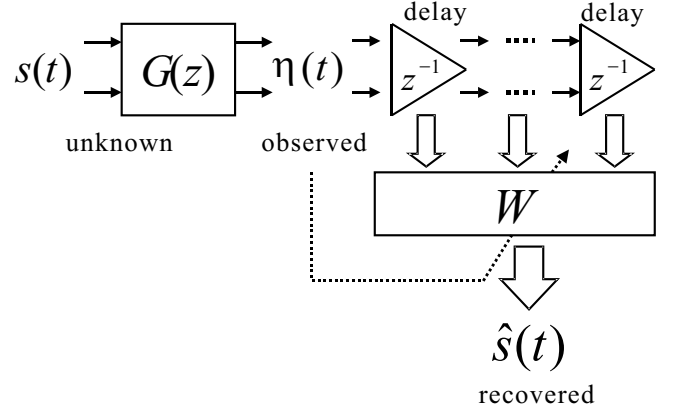 delay delay
s(t) G(z) η(t) z⁻¹ z⁻¹
unknown observed
W
ŝ(t)
recovered